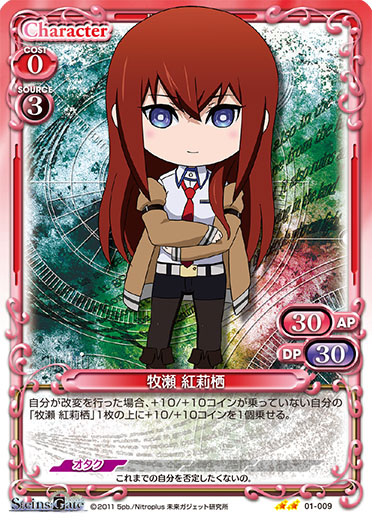 Character
COST
0
SOURCE
3
30 AP
DP 30
牧瀬 紅莉栖
自分が改変を行った場合、+10/+10コインが乗っていない自分の
「牧瀬 紅莉栖」1枚の上に+10/+10コインを1個乗せる。
オタク
これまでの自分を否定したくないの。
Steins;Gate ©2011 5pb./Nitroplus 未来ガジェット研究所 01-009